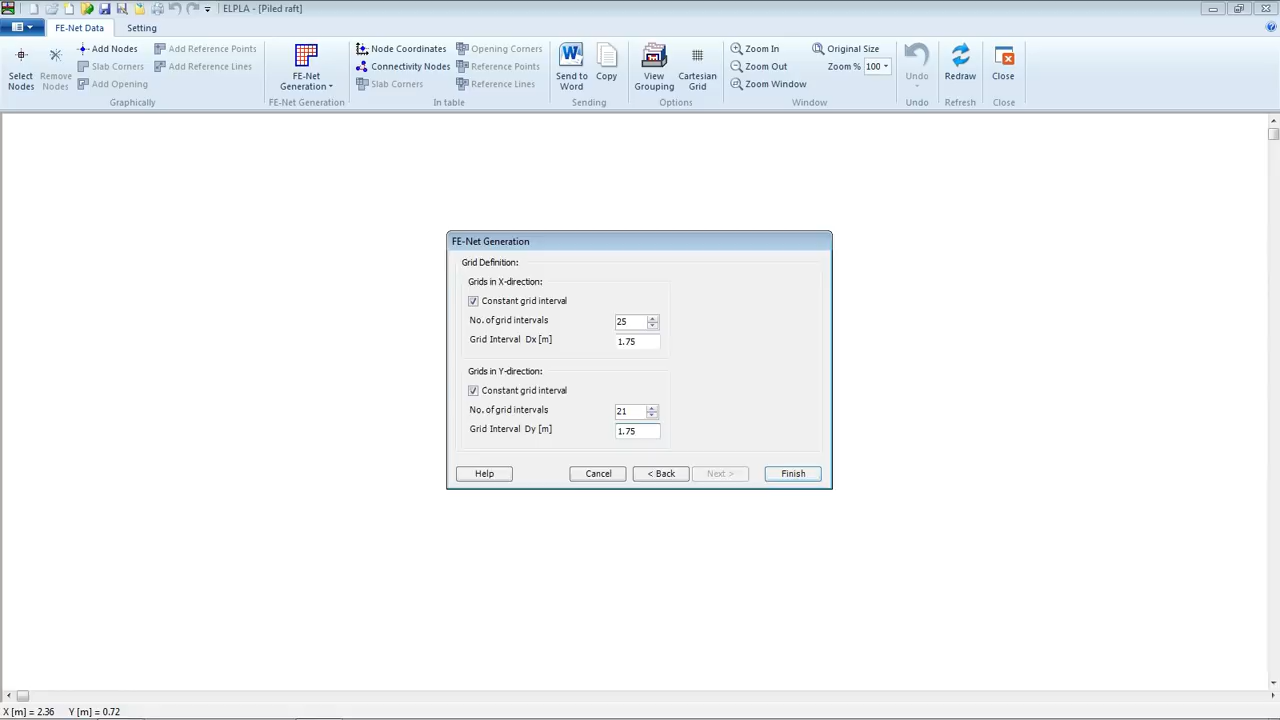 ELPLA - [Piled raft]
FE-Net Data Setting
Add Nodes Add Reference Points Node Coordinates Opening Corners Zoom In Original Size
Slab Corners Add Reference Lines Connectivity Nodes Reference Points Zoom Out Zoom % 100
Add Opening Slab Corners Reference Lines Zoom Window
Select Nodes Remove Nodes FE-Net Generation Send to Word Copy View Grouping Cartesian Grid Undo Redraw Close
Graphically FE-Net Generation In table Sending Options Window Undo Refresh Close
FE-Net Generation
Grid Definition:
Grids in X-direction:
Constant grid interval
No. of grid intervals 25
Grid Interval Dx [m] 1.75
Grids in Y-direction:
Constant grid interval
No. of grid intervals 21
Grid Interval Dy [m] 1.75
Help Cancel < Back Next > Finish
X [m] = 2.36 Y [m] = 0.72